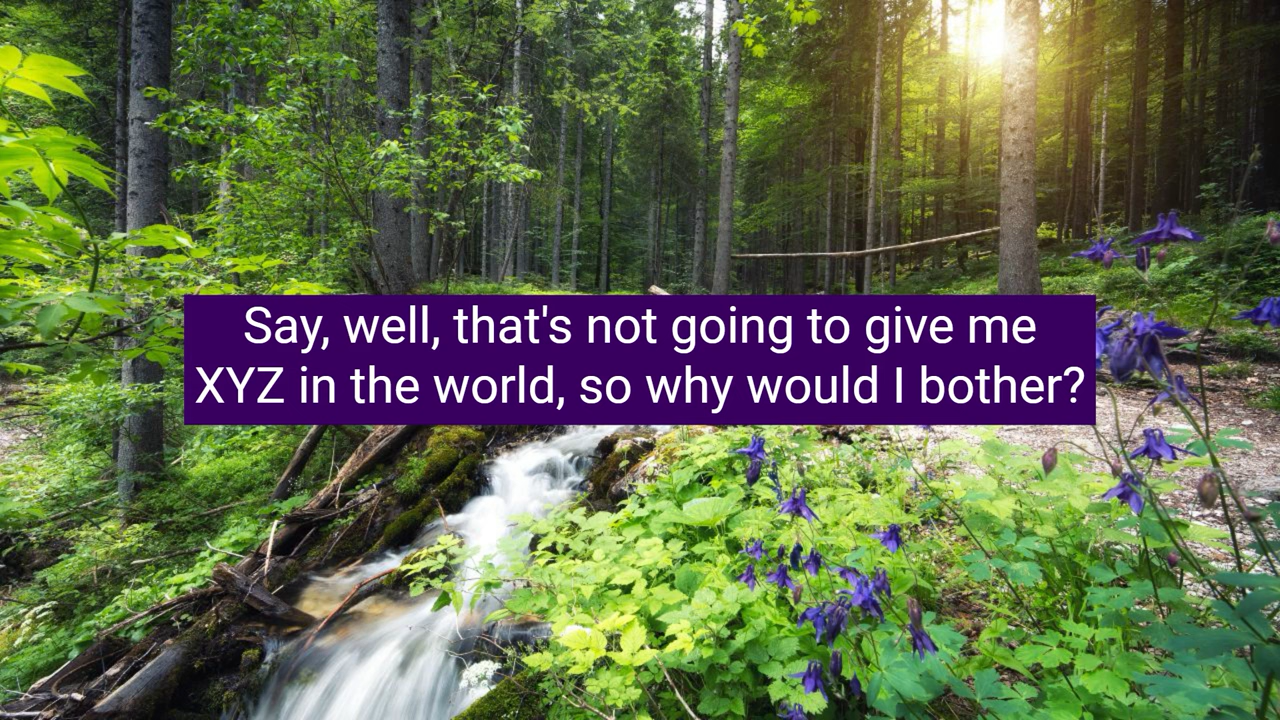 Say, well, that's not going to give me
XYZ in the world, so why would I bother?